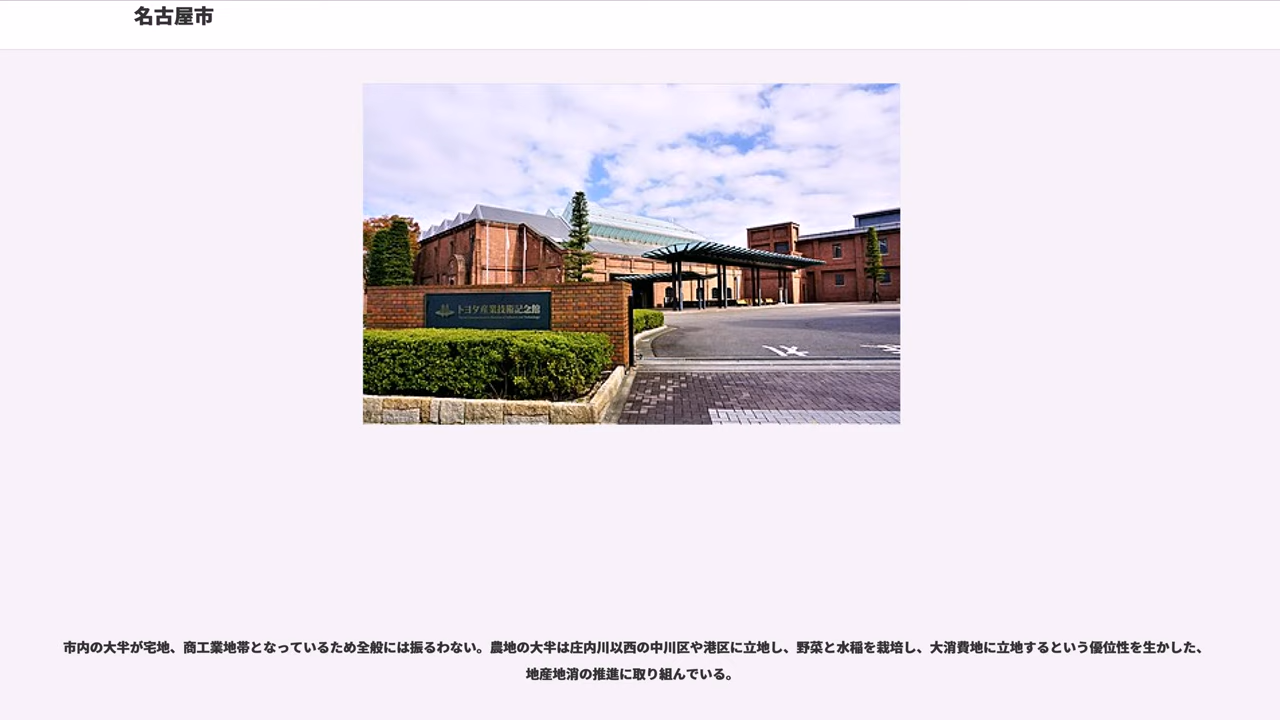 名古屋市
トヨタ産業技術記念館
市内の大半が宅地、商工業地帯となっているため全般には振るわない。農地の大半は庄内川以西の中川区や港区に立地し、野菜と水稲を栽培し、大消費地に立地するという優位性を生かした、
地産地消の推進に取り組んでいる。